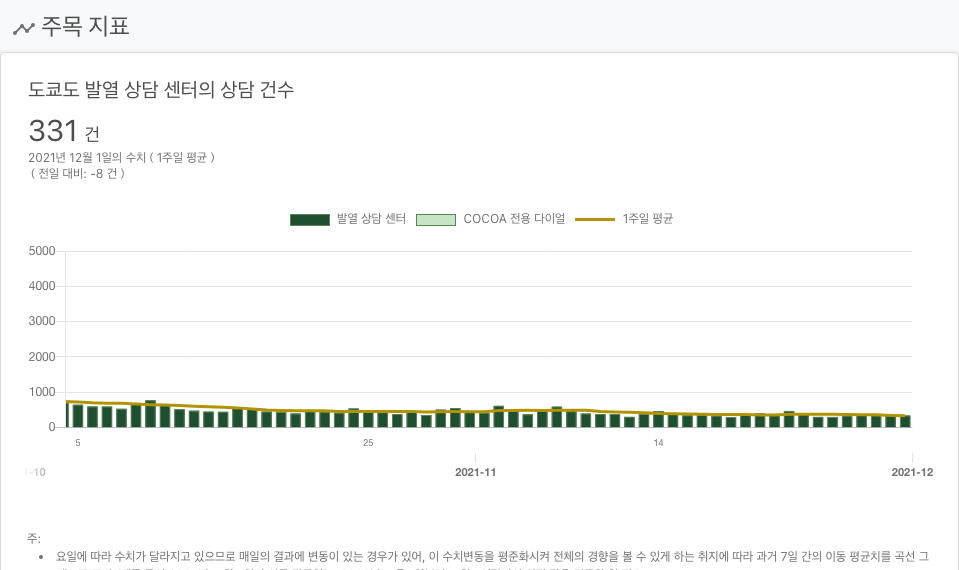 주목 지표
도쿄도 발열 상담 센터의 상담 건수
331 건
2021년 12월 1일의 수치 ( 1주일 평균 )
( 전일 대비: -8 건 )
발열 상담 센터 COCOA 전용 다이얼 1주일 평균
5000
4000
3000
2000
1000
0
5 25 14
-10 2021-11 2021-12
주:
• 요일에 따라 수치가 달라지고 있으므로 매일의 결과에 변동이 있는 경우가 있어, 이 수치변동을 평준화시켜 전체의 경향을 볼 수 있게 하는 취지에 따라 과거 7일 간의 이동 평균치를 곡선 그